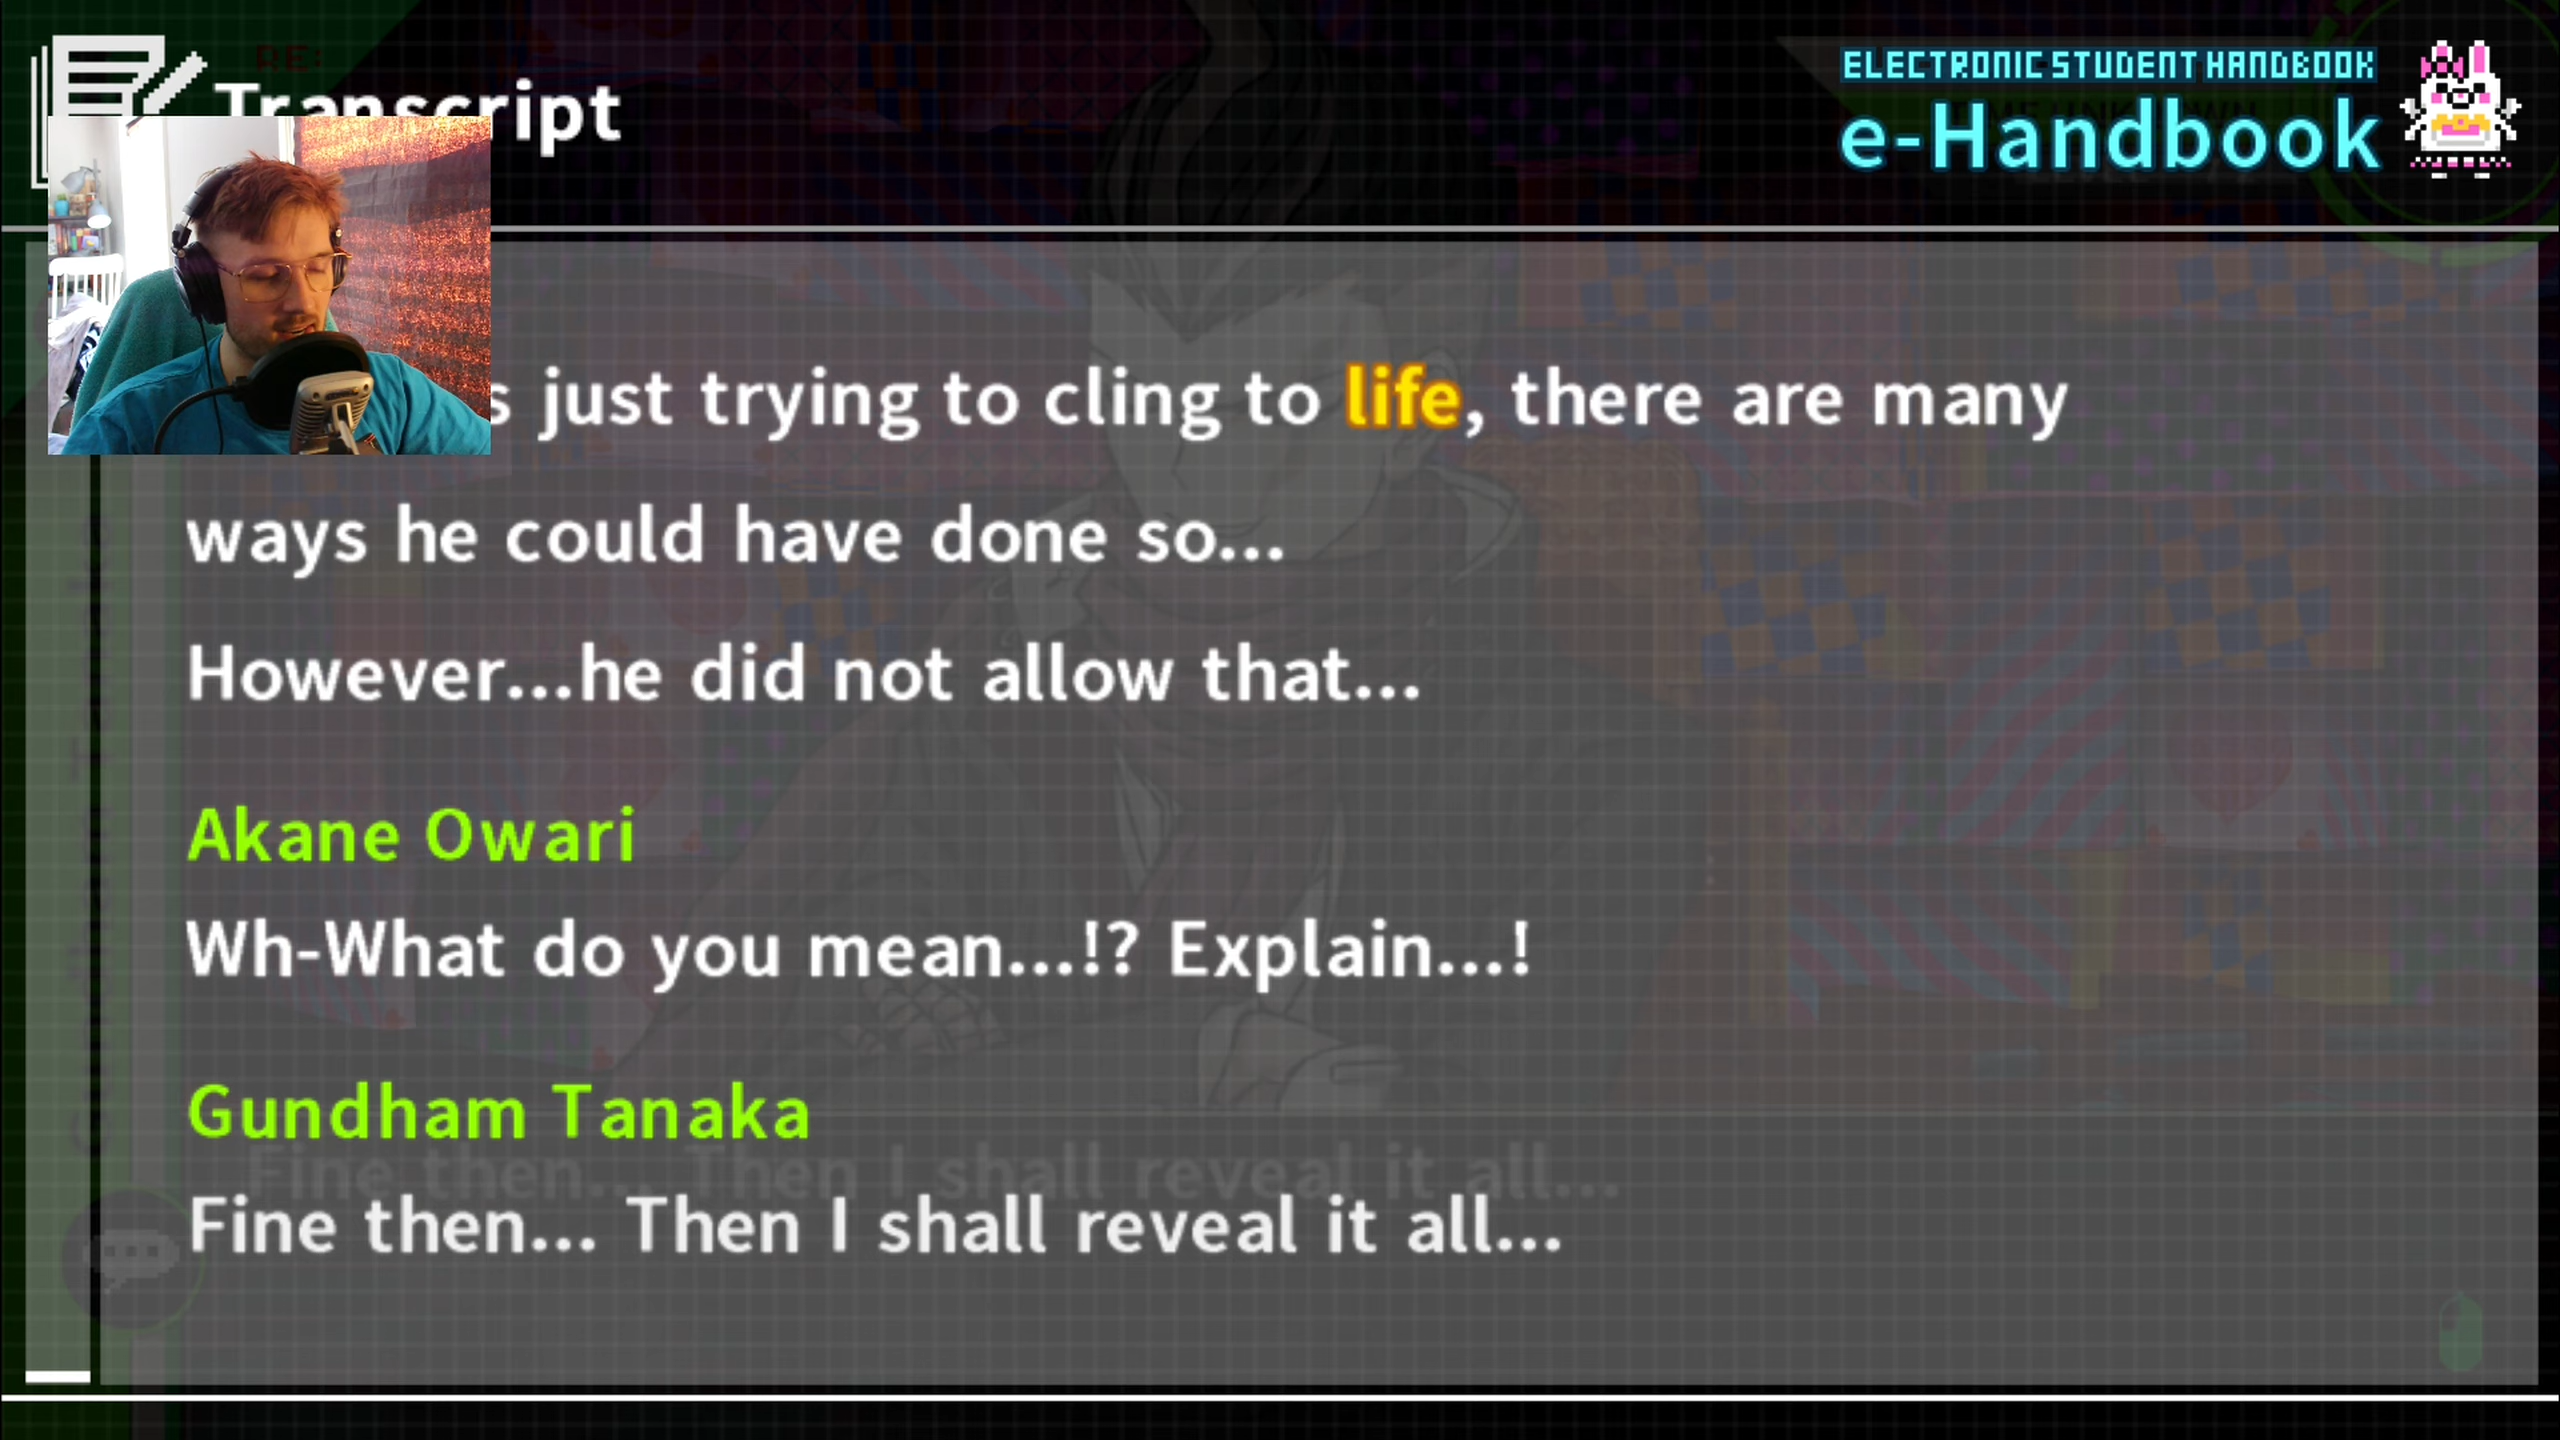 RE:
Transcript
ELECTRONIC STUDENT HANDBOOK
e-Handbook
just trying to cling to life, there are many
ways he could have done so...
However...he did not allow that...
Akane Owari
Wh-What do you mean...!? Explain...!
Gundham Tanaka
Fine then... Then I shall reveal it all...
Fine then... Then I shall reveal it all...